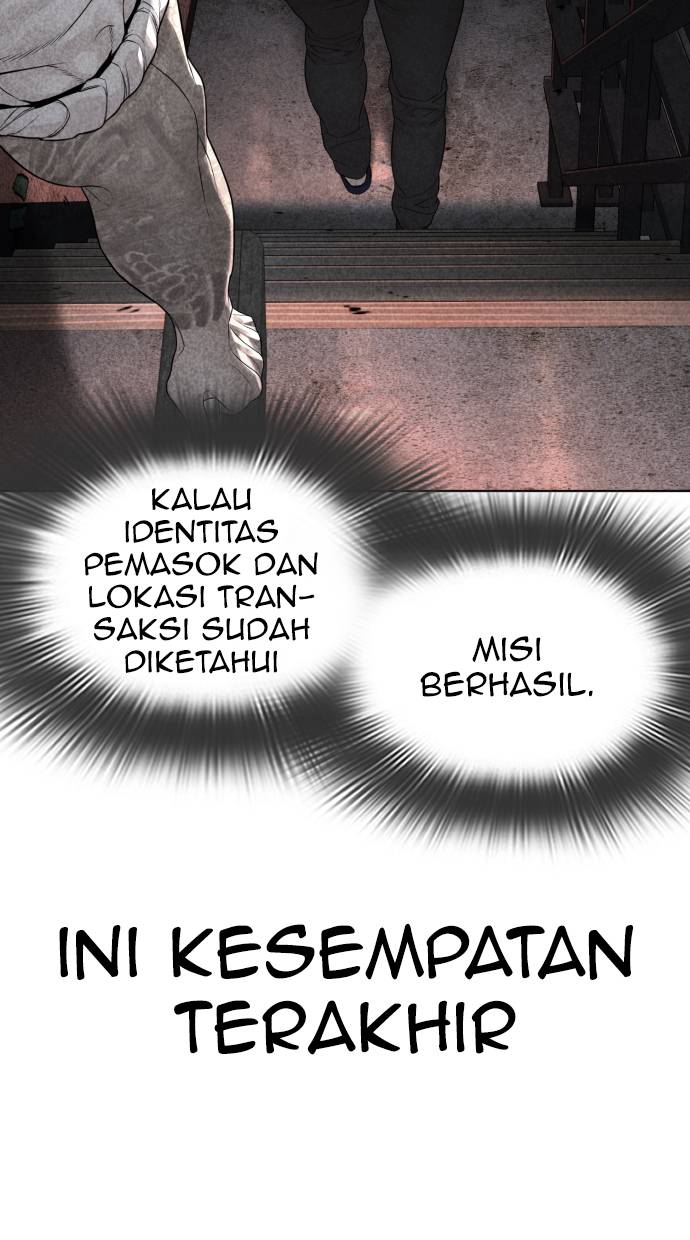 KALAU
IDENTITAS
PEMASOK DAN
LOKASI TRAN-
SAKSI SUDAH
DIKETAHUI
MISI
BERHASIL.
INI KESEMPATAN
TERAKHIR